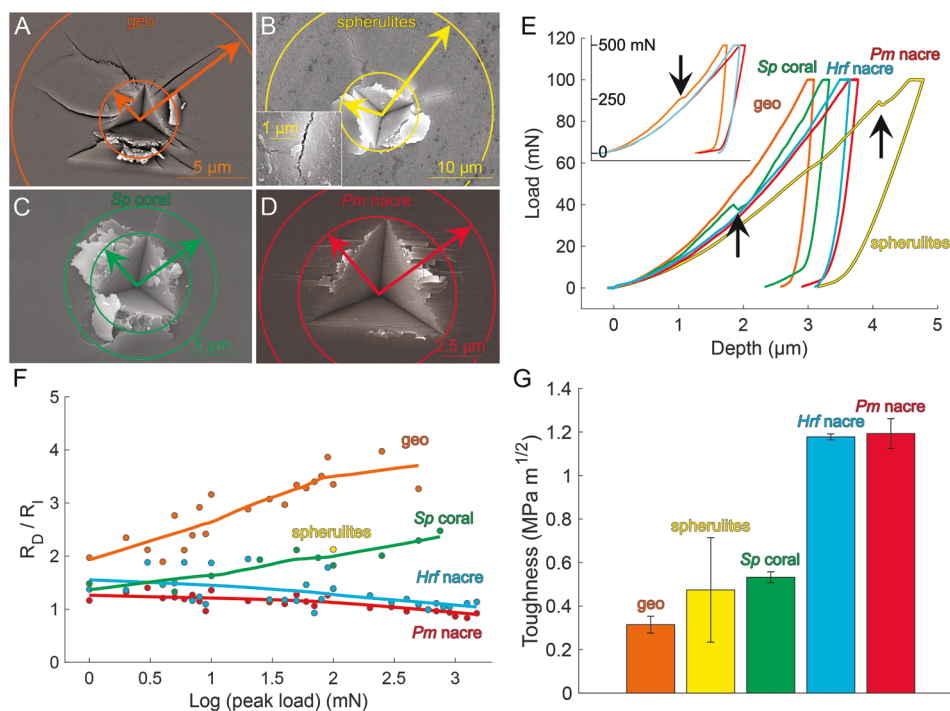 A
geo
5 μm
B
spherulites
1 μm
10 μm
C
Sp coral
5 μm
D
Pm nacre
2.5 μm
E
500 mN
250
0
geo
Sp coral
Hrf nacre
Pm nacre
spherulites
120
100
80
60
40
20
0
Load (mN)
0 1 2 3 4 5
Depth (μm)
F
5
4
3
2
1
0
R_D / R_I
geo
spherulites
Sp coral
Hrf nacre
Pm nacre
0 0.5 1 1.5 2 2.5 3
Log (peak load) (mN)
G
1.4
1.2
1
0.8
0.6
0.4
0.2
0
Toughness (MPa m^1/2)
geo
spherulites
Sp coral
Hrf nacre
Pm nacre